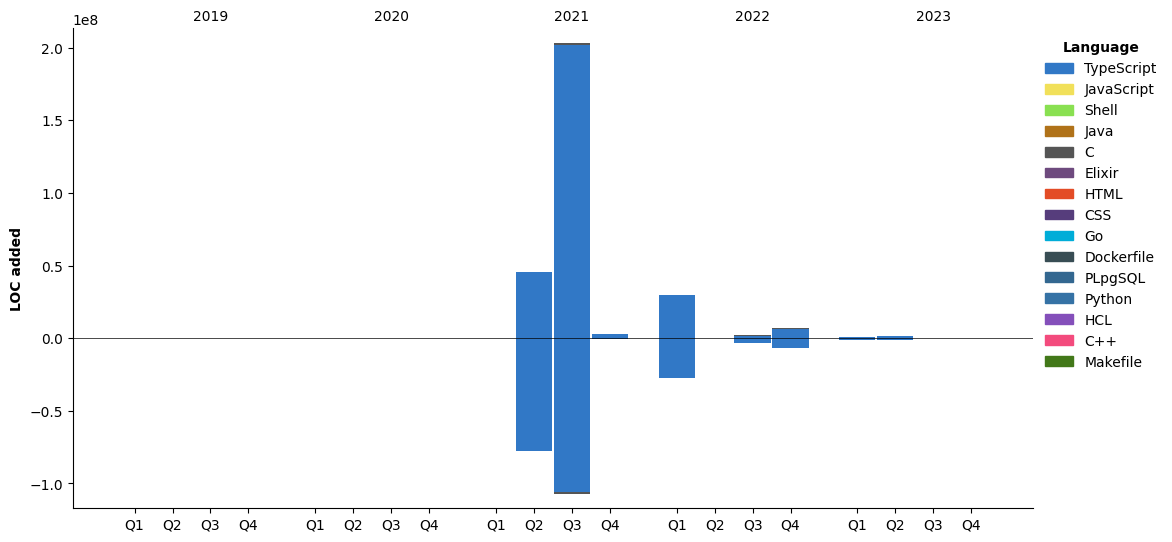 1e8
2019 2020 2021 2022 2023
2.0
1.5
1.0
0.5
0.0
−0.5
−1.0
LOC added
Q1 Q2 Q3 Q4 Q1 Q2 Q3 Q4 Q1 Q2 Q3 Q4 Q1 Q2 Q3 Q4 Q1 Q2 Q3 Q4
Language
TypeScript
JavaScript
Shell
Java
C
Elixir
HTML
CSS
Go
Dockerfile
PLpgSQL
Python
HCL
C++
Makefile